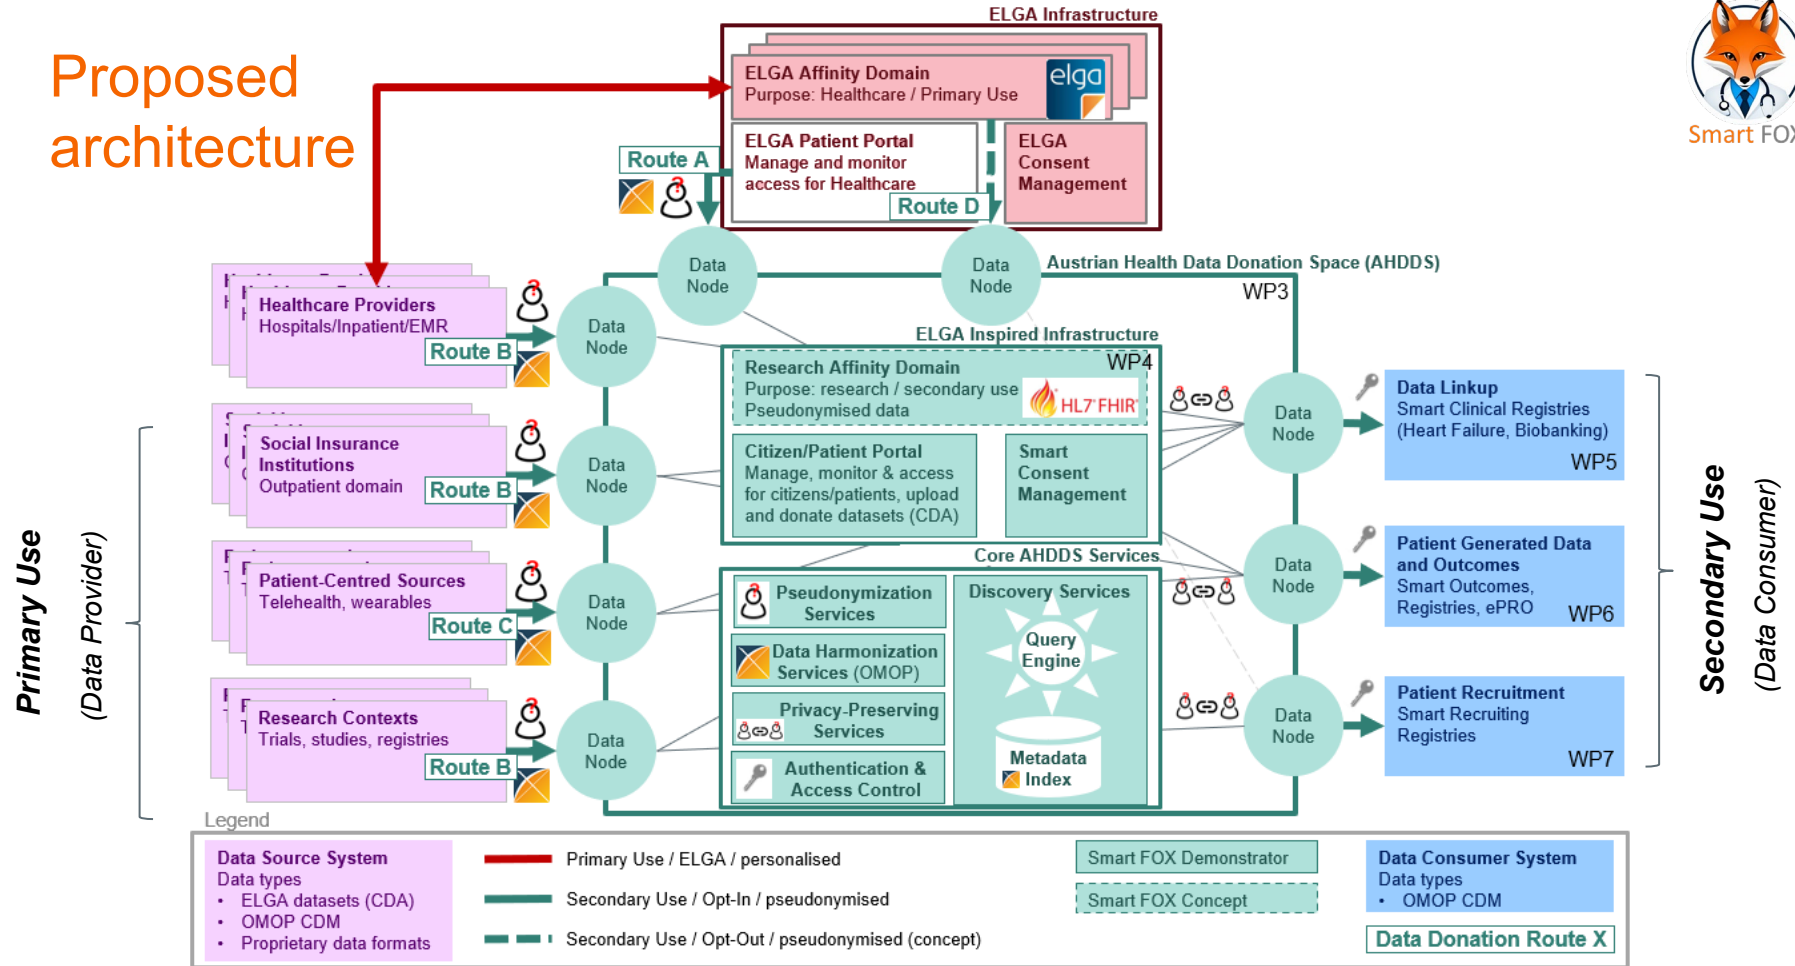 Proposed
architecture
ELGA Infrastructure
ELGA Affinity Domain
Purpose: Healthcare / Primary Use
elga
ELGA Patient Portal
Manage and monitor
access for Healthcare
ELGA
Consent
Management
Route A
Route D
Smart FOX
Data
Node
Data
Node
Austrian Health Data Donation Space (AHDDS)
WP3
Healthcare Providers
Hospitals/Inpatient/EMR
Route B
Data
Node
Social Insurance
Institutions
Outpatient domain
Route B
Data
Node
Patient-Centred Sources
Telehealth, wearables
Route C
Data
Node
Research Contexts
Trials, studies, registries
Route B
Data
Node
Primary Use
(Data Provider)
ELGA Inspired Infrastructure
WP4
Research Affinity Domain
Purpose: research / secondary use
Pseudonymised data
HL7 FHIR
Citizen/Patient Portal
Manage, monitor & access
for citizens/patients, upload
and donate datasets (CDA)
Smart
Consent
Management
Core AHDDS Services
Pseudonymization
Services
Data Harmonization
Services (OMOP)
Privacy-Preserving
Services
Authentication &
Access Control
Discovery Services
Query
Engine
Metadata
Index
Data
Node
Data Linkup
Smart Clinical Registries
(Heart Failure, Biobanking)
WP5
Data
Node
Patient Generated Data
and Outcomes
Smart Outcomes,
Registries, ePRO
WP6
Data
Node
Patient Recruitment
Smart Recruiting
Registries
WP7
Secondary Use
(Data Consumer)
Legend
Data Source System
Data types
• ELGA datasets (CDA)
• OMOP CDM
• Proprietary data formats
Primary Use / ELGA / personalised
Secondary Use / Opt-In / pseudonymised
Secondary Use / Opt-Out / pseudonymised (concept)
Smart FOX Demonstrator
Smart FOX Concept
Data Consumer System
Data types
• OMOP CDM
Data Donation Route X